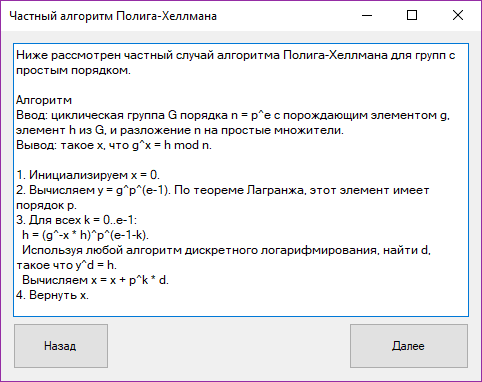 Частный алгоритм Полига-Хеллмана
Ниже рассмотрен частный случай алгоритма Полига-Хеллмана для групп с
простым порядком.
Алгоритм
Ввод: циклическая группа G порядка n = p^e с порождающим элементом g,
элемент h из G, и разложение n на простые множители.
Вывод: такое x, что g^x = h mod n.
1. Инициализируем x = 0.
2. Вычисляем y = g^p^(e-1). По теореме Лагранжа, этот элемент имеет
порядок p.
3. Для всех k = 0..e-1:
h = (g^-x * h)^p^(e-1-k).
Используя любой алгоритм дискретного логарифмирования, найти d,
такое что y^d = h.
Вычисляем x = x + p^k * d.
4. Вернуть x.
Назад
Далее